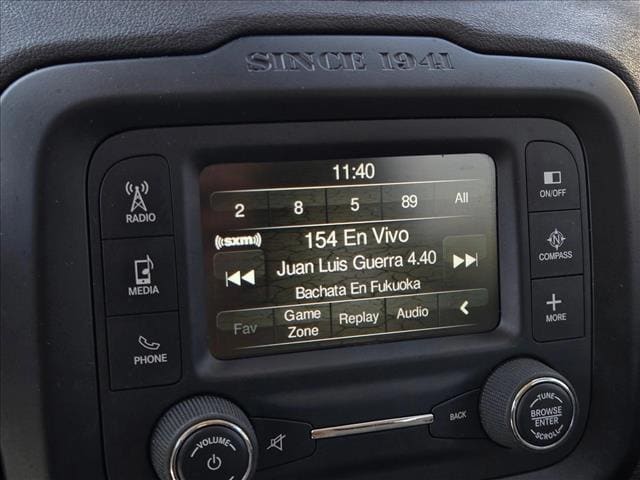 SINCE 1941
11:40
2 8 5 89 All
((sxm))
154 En Vivo
Juan Luis Guerra 4.40
Bachata En Fukuoka
Fav
Game
Zone
Replay
Audio
RADIO
MEDIA
PHONE
ON/OFF
N
COMPASS
MORE
VOLUME
BACK
TUNE
BROWSE
ENTER
SCROLL